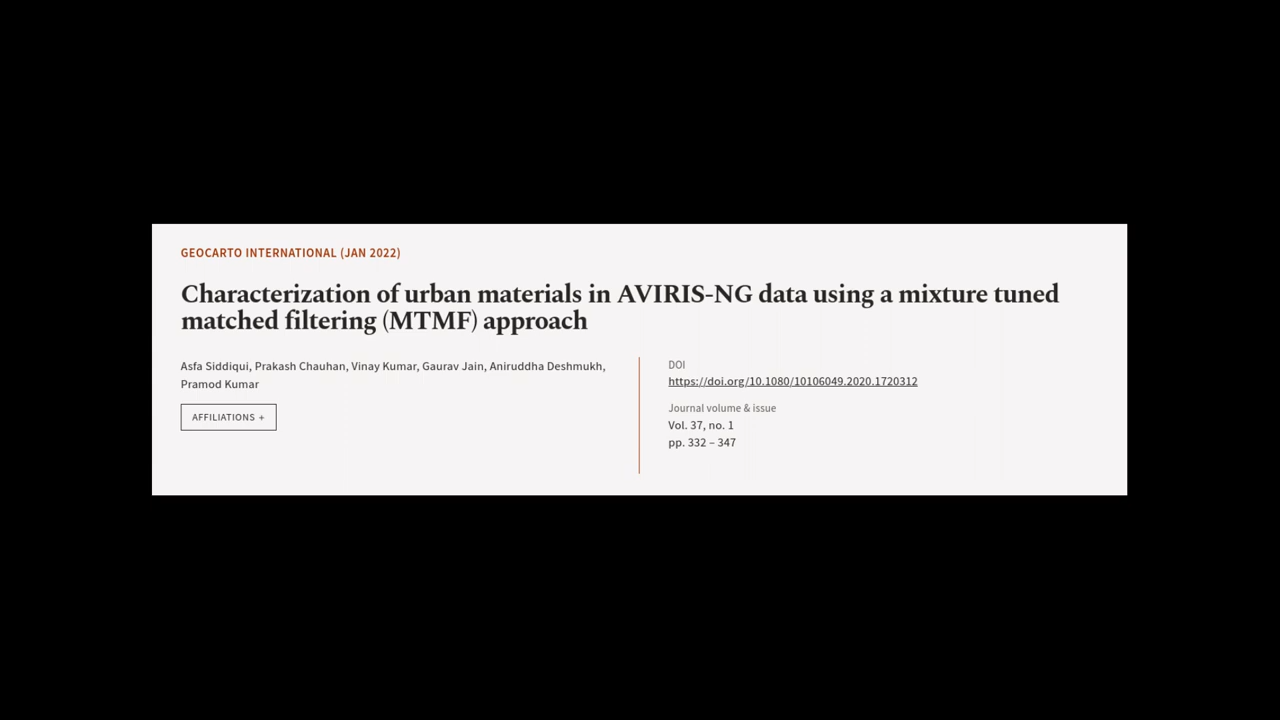 GEOCARTO INTERNATIONAL (JAN 2022)
Characterization of urban materials in AVIRIS-NG data using a mixture tuned
matched filtering (MTMF) approach
Asfa Siddiqui, Prakash Chauhan, Vinay Kumar, Gaurav Jain, Aniruddha Deshmukh,
Pramod Kumar
AFFILIATIONS +
DOI
https://doi.org/10.1080/10106049.2020.1720312
Journal volume & issue
Vol. 37, no. 1
pp. 332 – 347